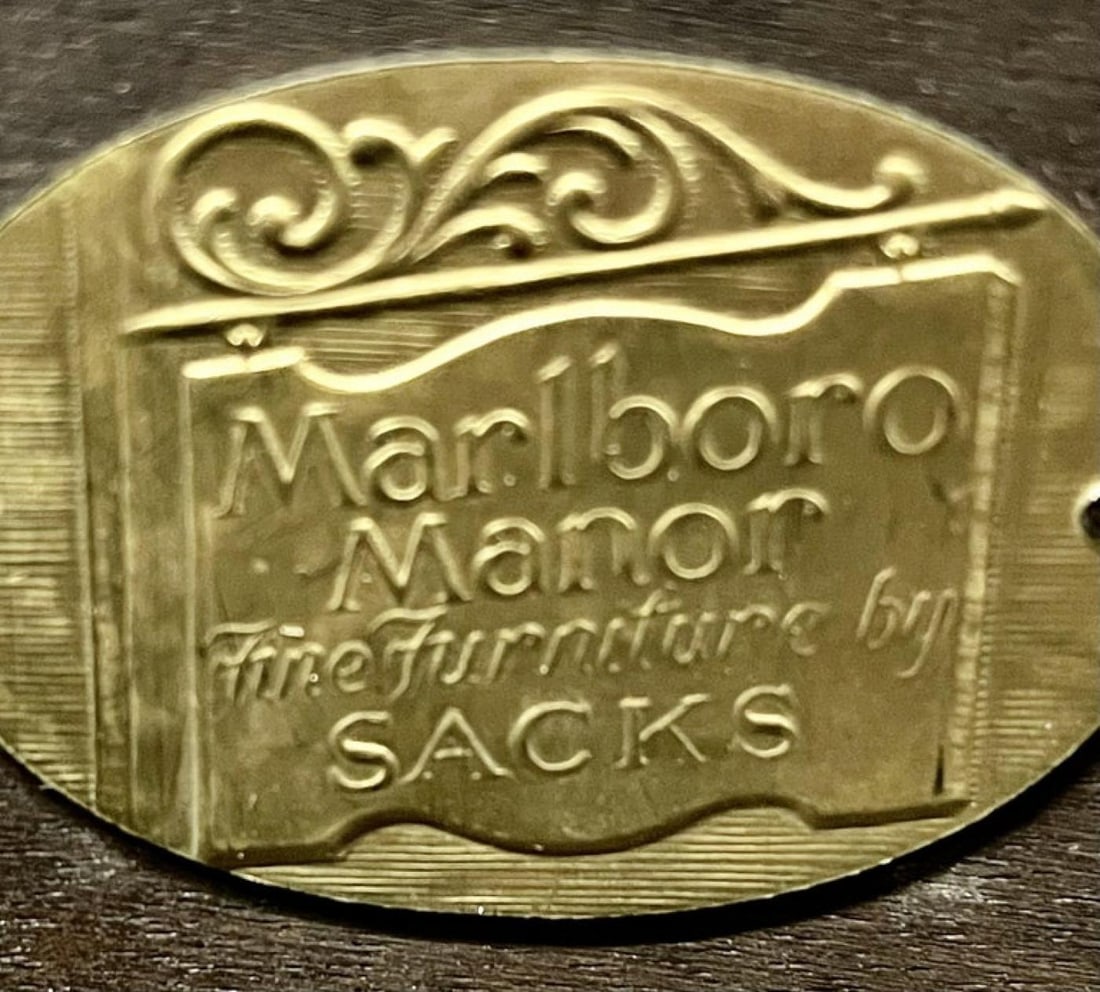 Marlboro
Manor
Fine Furniture by
SACKS